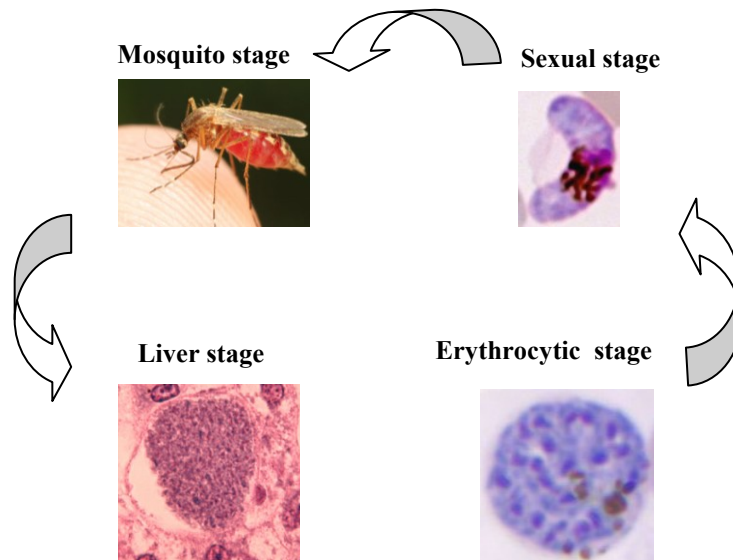 Mosquito stage
Sexual stage
Liver stage
Erythrocytic stage